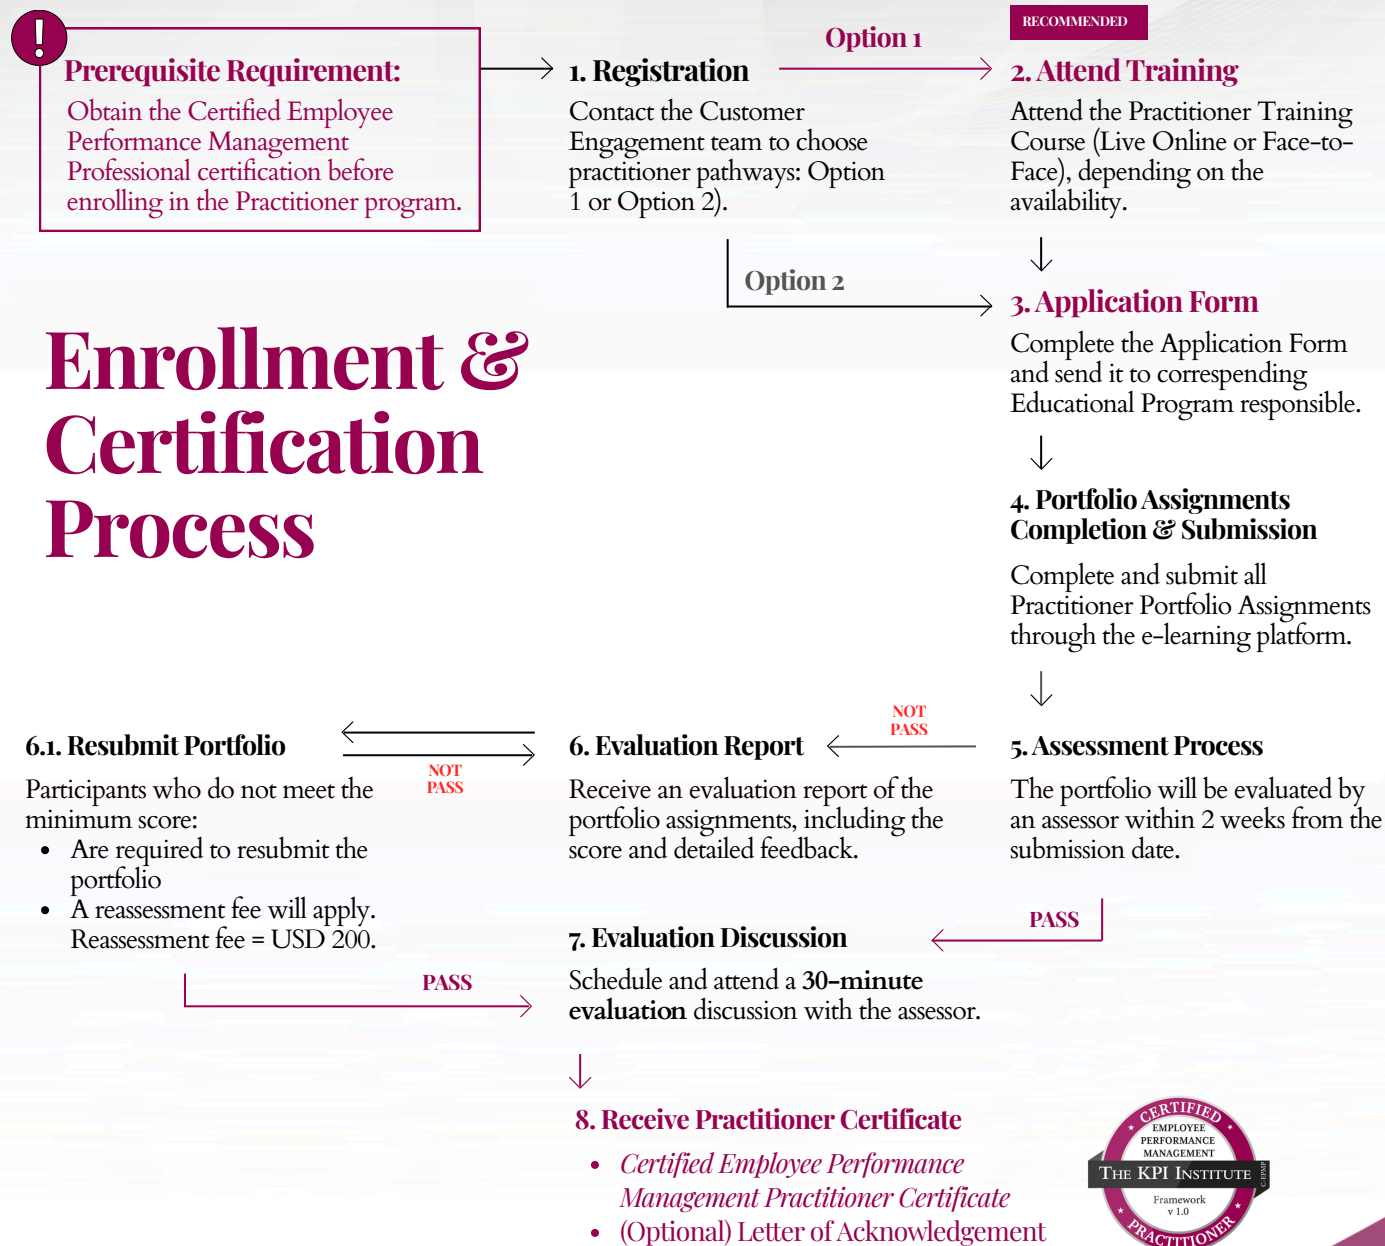 !
Prerequisite Requirement:
Obtain the Certified Employee
Performance Management
Professional certification before
enrolling in the Practitioner program.
1. Registration
Contact the Customer
Engagement team to choose
practitioner pathways: Option
1 or Option 2).
Option 1
RECOMMENDED
2. Attend Training
Attend the Practitioner Training
Course (Live Online or Face-to-
Face), depending on the
availability.
Option 2
3. Application Form
Complete the Application Form
and send it to correspending
Educational Program responsible.
Enrollment &
Certification
Process
4. Portfolio Assignments
Completion & Submission
Complete and submit all
Practitioner Portfolio Assignments
through the e-learning platform.
5. Assessment Process
The portfolio will be evaluated by
an assessor within 2 weeks from the
submission date.
NOT
PASS
6. Evaluation Report
Receive an evaluation report of the
portfolio assignments, including the
score and detailed feedback.
NOT
PASS
6.1. Resubmit Portfolio
Participants who do not meet the
minimum score:
• Are required to resubmit the
portfolio
• A reassessment fee will apply.
Reassessment fee = USD 200.
PASS
PASS
7. Evaluation Discussion
Schedule and attend a 30-minute
evaluation discussion with the assessor.
8. Receive Practitioner Certificate
• Certified Employee Performance
Management Practitioner Certificate
• (Optional) Letter of Acknowledgement
CERTIFIED
EMPLOYEE
PERFORMANCE
MANAGEMENT
THE KPI INSTITUTE
C-EPMP
Framework
v 1.0
PRACTITIONER